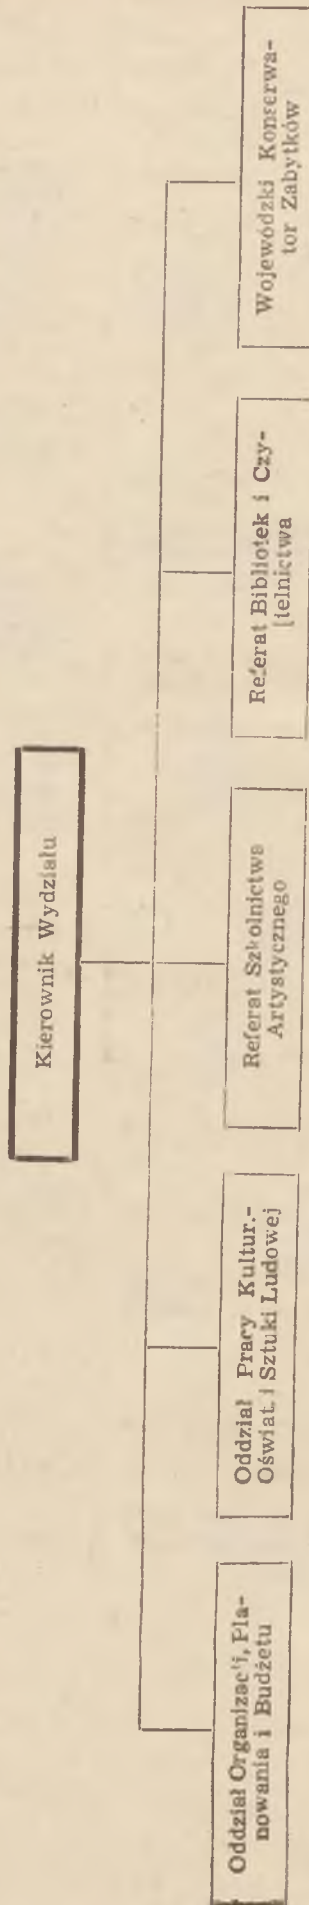 Kierownik Wydziału
Oddział Organizacji, Pla-
nowania i Budżetu
Oddział Pracy Kultur.-
Oświat. i Sztuki Ludowej
Referat Szkolnictwa
Artystycznego
Referat Bibliotek i Czy-
telnictwa
Wojewódzki Konserwa-
tor Zabytków